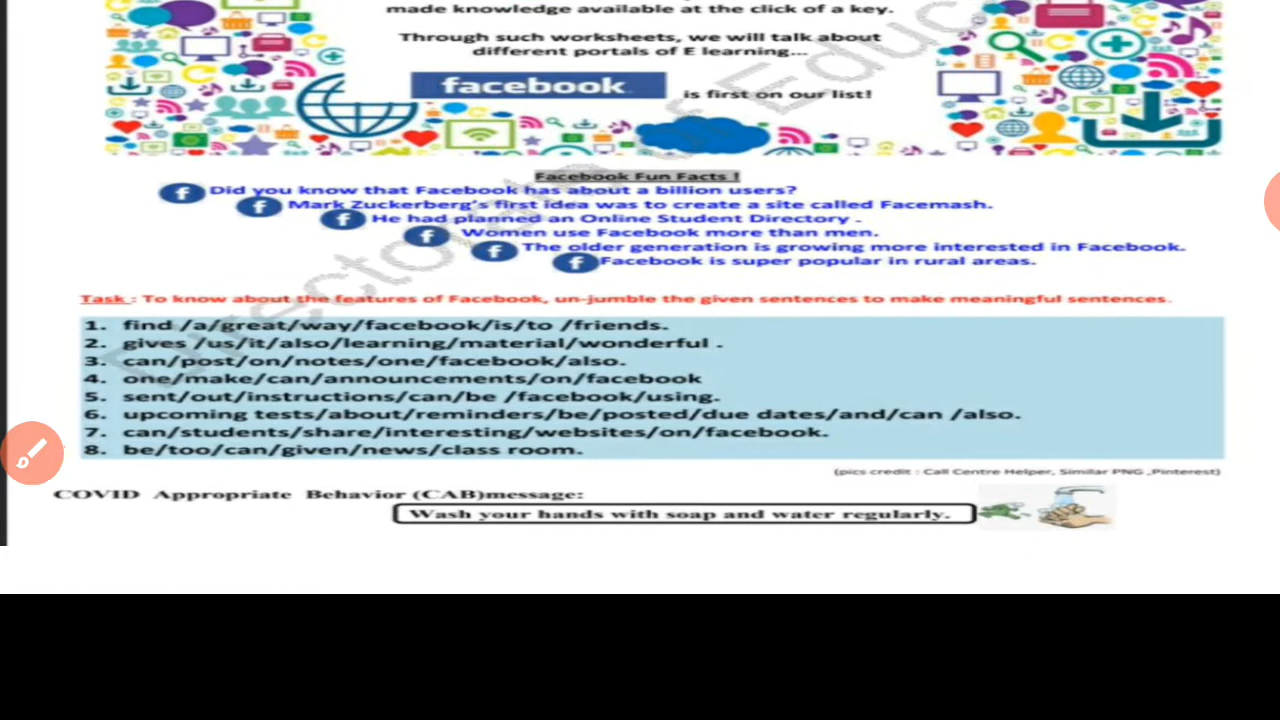 made knowledge available at the click of a key.
Through such worksheets, we will talk about
different portals of E learning...
facebook is first on our list!
Facebook Fun Facts !
Did you know that Facebook has about a billion users?
Mark Zuckerberg's first idea was to create a site called Facemash.
He had planned an Online Student Directory .
Women use Facebook more than men.
The older generation is growing more interested in Facebook.
Facebook is super popular in rural areas.
Task : To know about the features of Facebook, un-jumble the given sentences to make meaningful sentences.
1. find /a/great/way/facebook/is/to /friends.
2. gives /us/it/also/learning/material/wonderful .
3. can/post/on/notes/one/facebook/also.
4. one/make/can/announcements/on/facebook
5. sent/out/instructions/can/be /facebook/using.
6. upcoming tests/about/reminders/be/posted/due dates/and/can /also.
7. can/students/share/interesting/websites/on/facebook.
8. be/too/can/given/news/class room.
(pics credit : Call Centre Helper, Similar PNG ,Pinterest)
COVID Appropriate Behavior (CAB)message:
Wash your hands with soap and water regularly.
Directorate of Educ